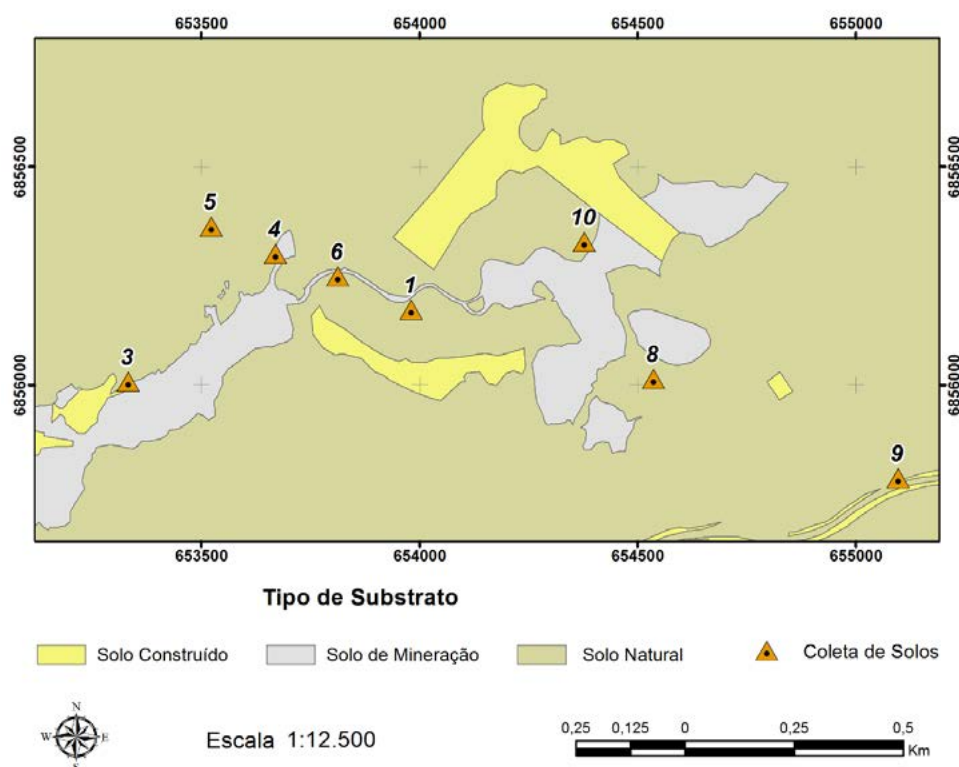 653500 654000 654500 655000
6856500 6856500
5
4
10
6
1
3
8
6856000 6856000
9
653500 654000 654500 655000
Tipo de Substrato
Solo Construído Solo de Mineração Solo Natural Coleta de Solos
N
W E
S
Escala 1:12.500
0,25 0,125 0 0,25 0,5
Km